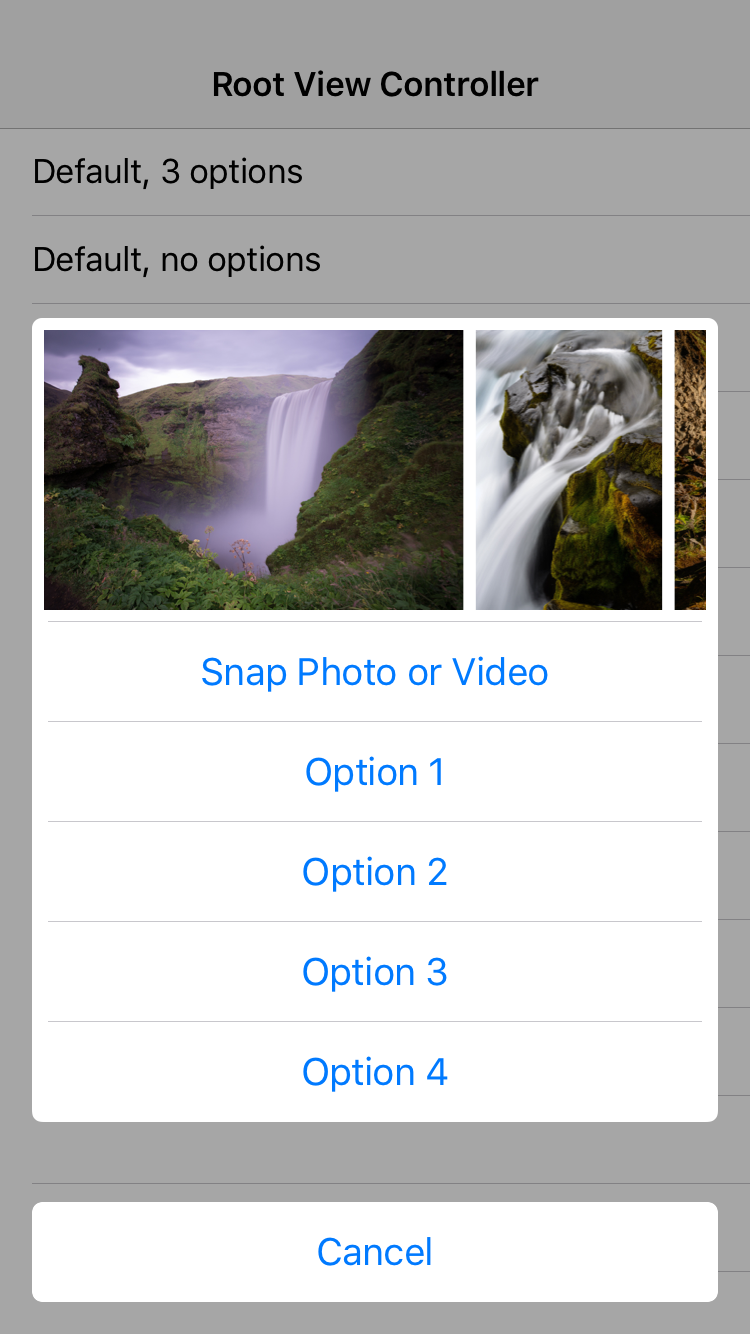 Root View Controller
Default, 3 options
Default, no options
Snap Photo or Video
Option 1
Option 2
Option 3
Option 4
Cancel